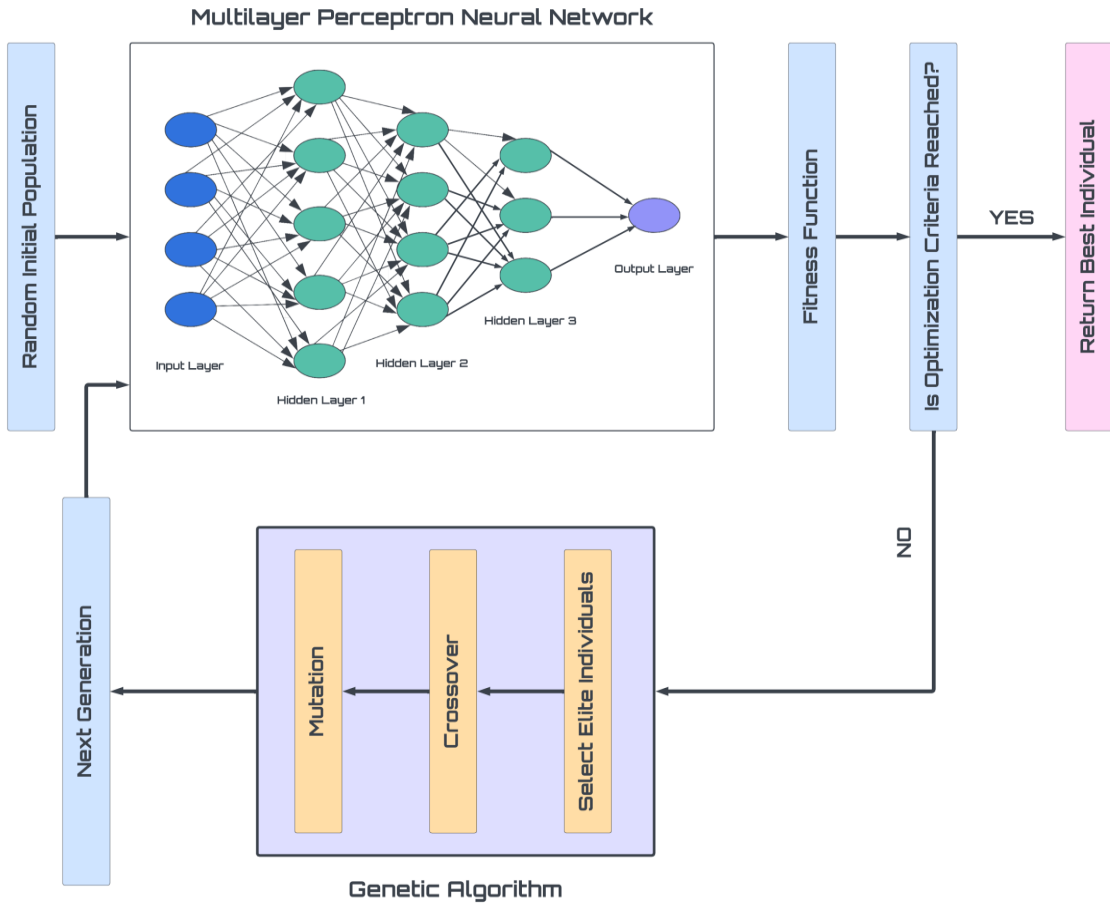 Multilayer Perceptron Neural Network
Random Initial Population
Input Layer
Hidden Layer 1
Hidden Layer 2
Hidden Layer 3
Output Layer
Fitness Function
Is Optimization Criteria Reached?
YES
Return Best Individual
NO
Select Elite Individuals
Crossover
Mutation
Next Generation
Genetic Algorithm